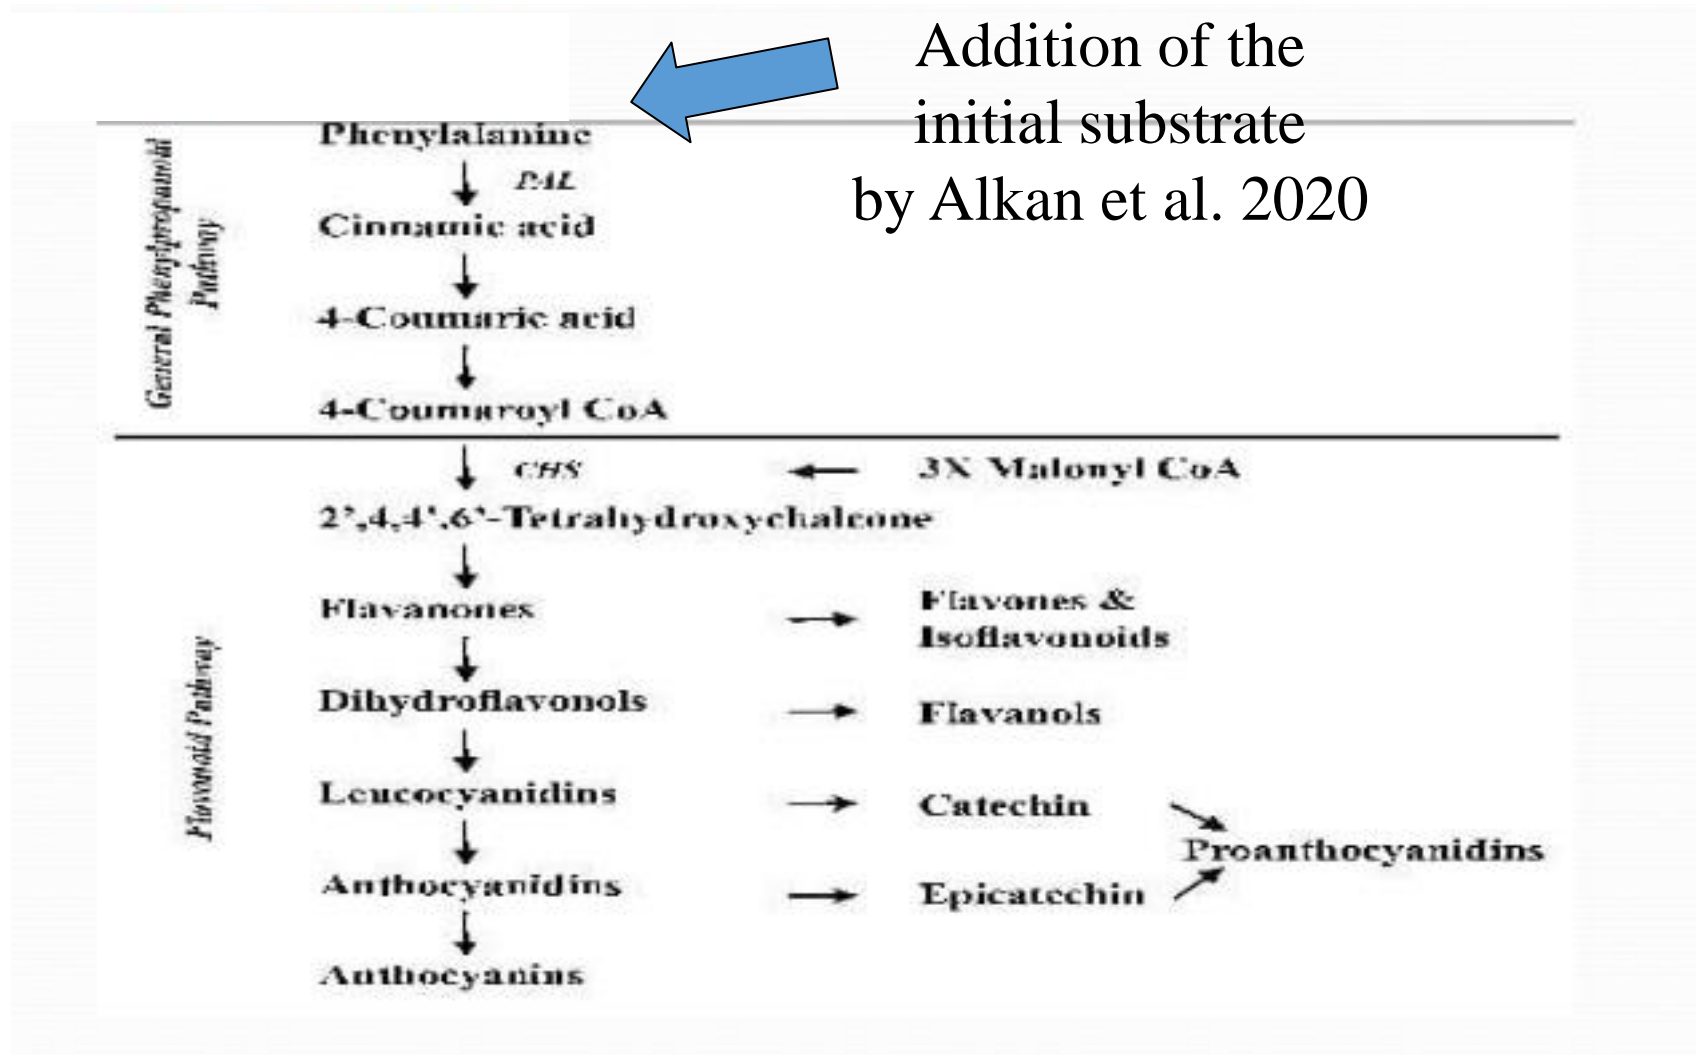 Addition of the
initial substrate
by Alkan et al. 2020
General Phenylpropanoid
Pathway
Phenylalanine
PAL
Cinnamic acid
4-Coumaric acid
4-Coumaroyl CoA
CHS
3X Malonyl CoA
2’,4,4’,6’-Tetrahydroxychalcone
Flavonoid Pathway
Flavanones
Flavones &
Isoflavonoids
Dihydroflavonols
Flavanols
Leucocyanidins
Catechin
Proanthocyanidins
Anthocyanidins
Epicatechin
Anthocyanins